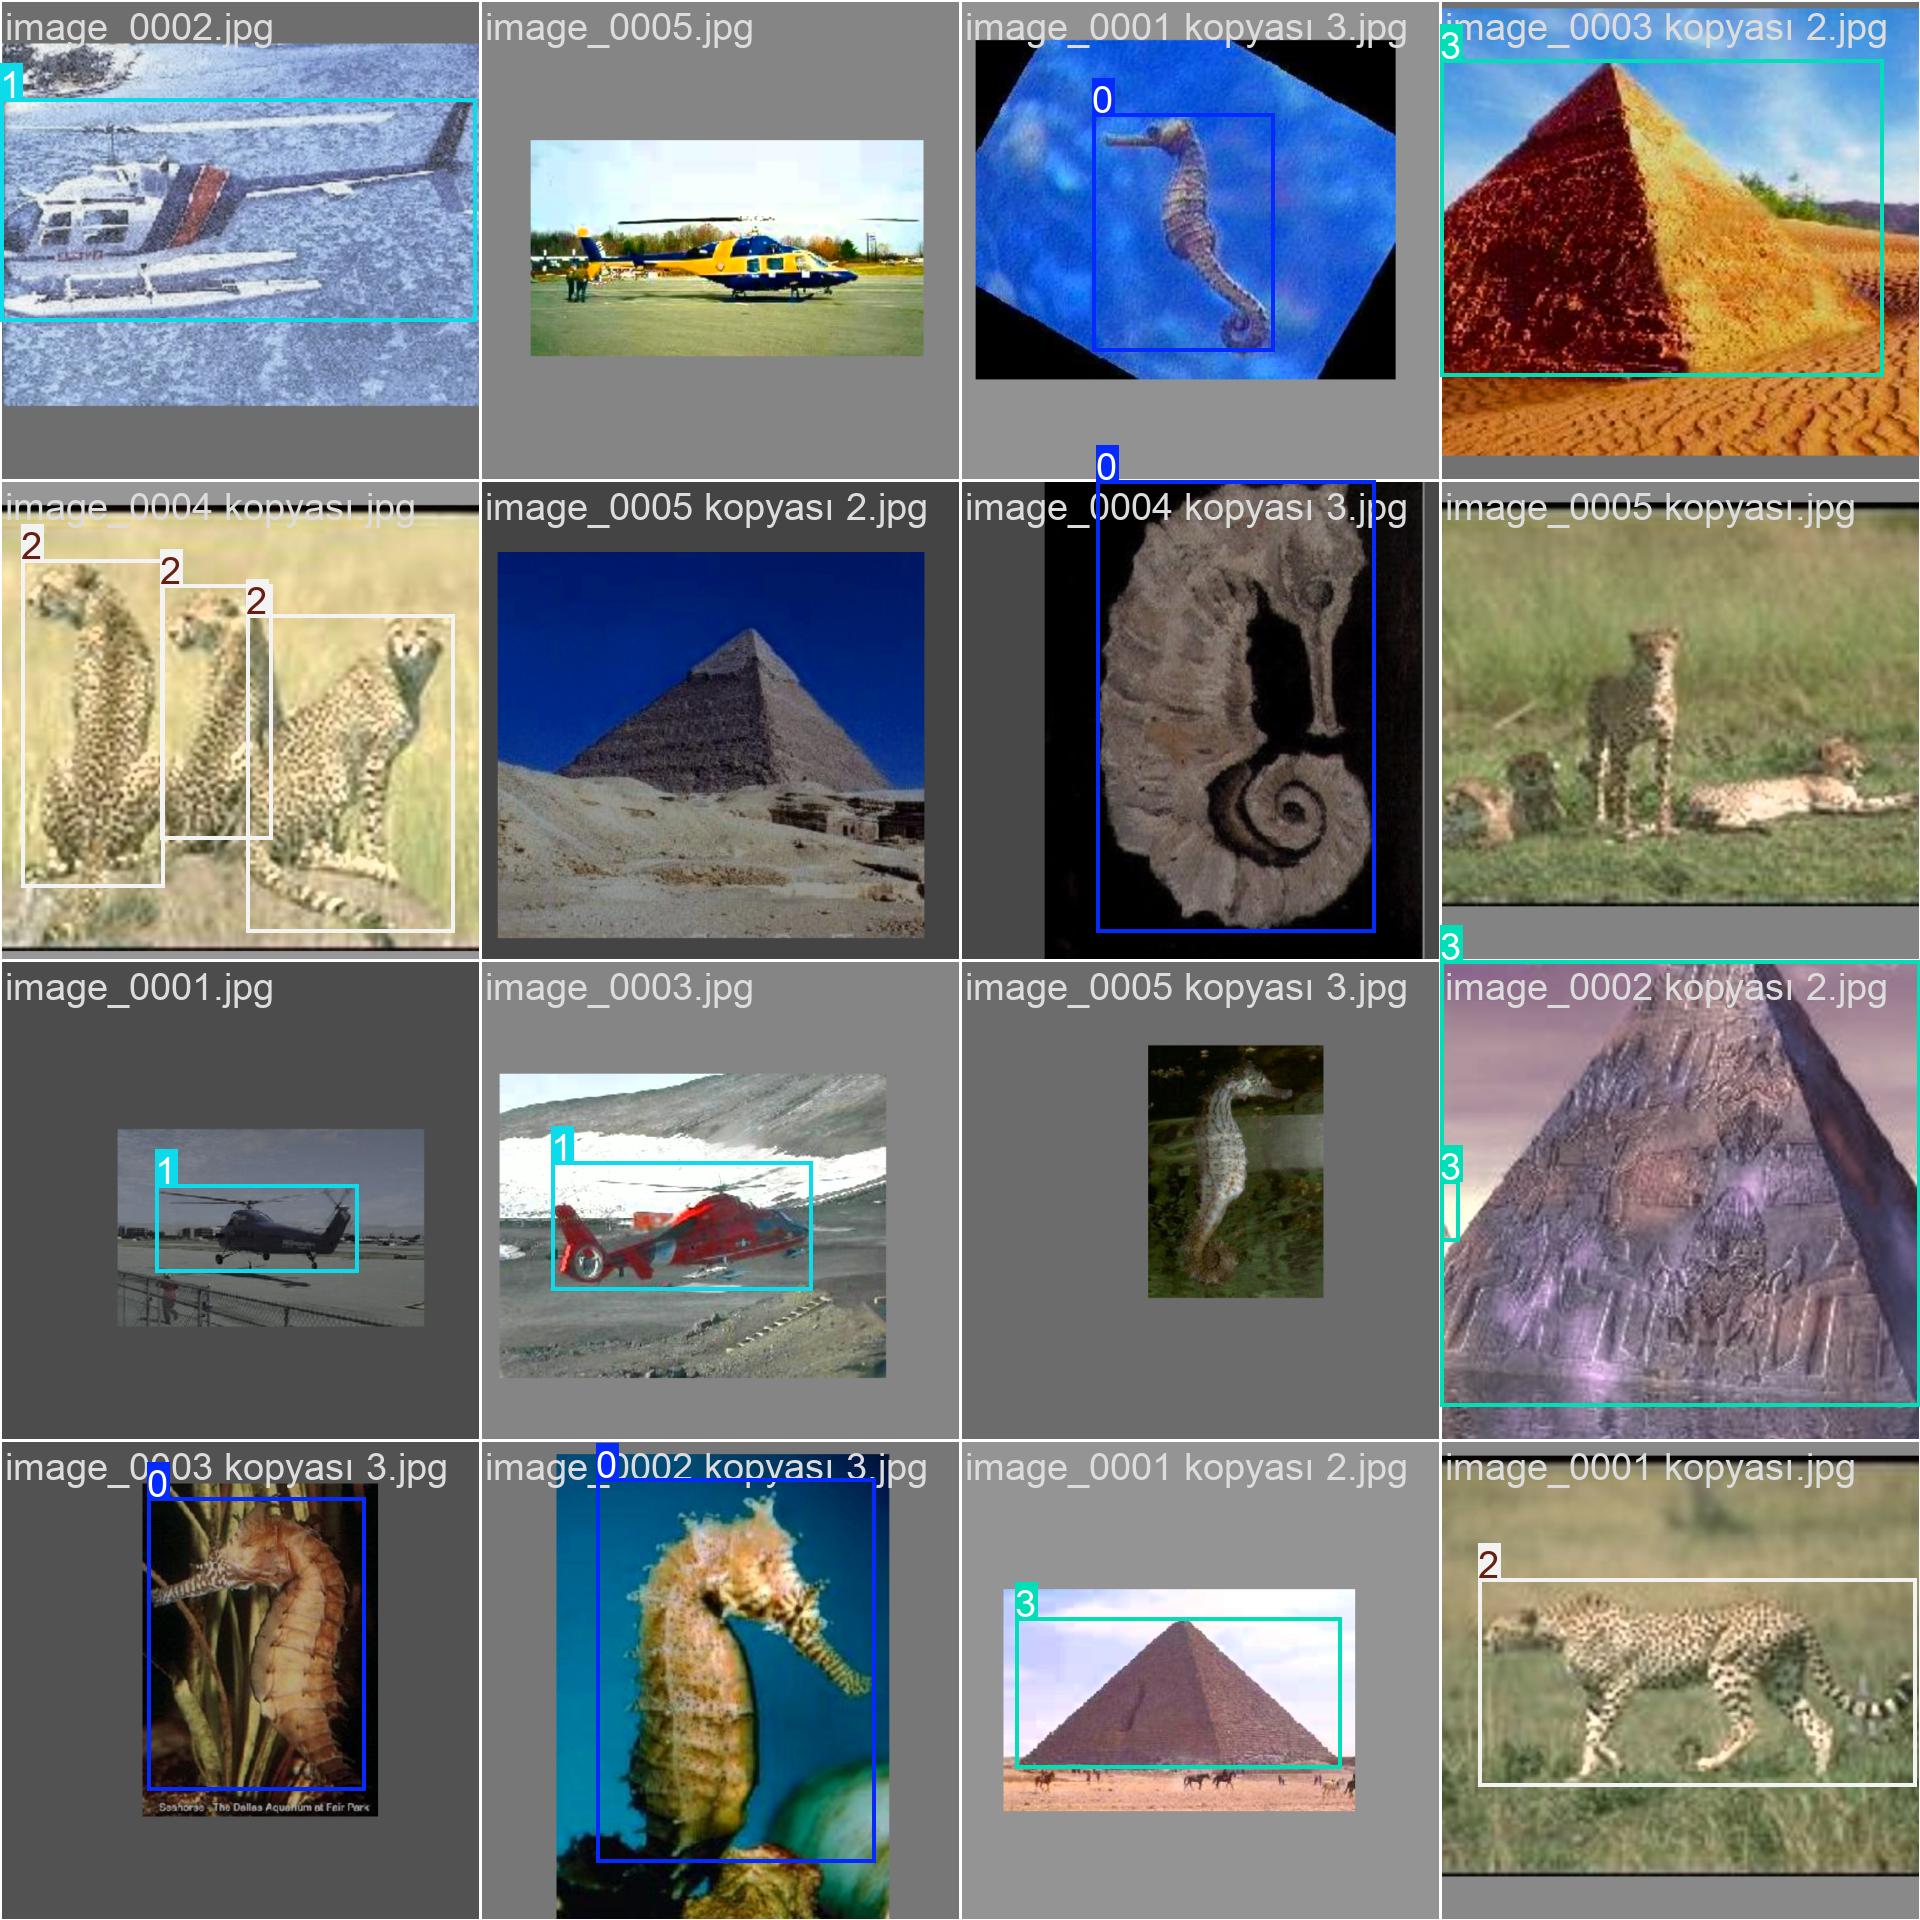 image_0002.jpg
image_0005.jpg
image_0001 kopyası 3.jpg
image_0003 kopyası 2.jpg
1
0
3
image_0004 kopyası.jpg
image_0005 kopyası 2.jpg
image_0004 kopyası 3.jpg
image_0005 kopyası.jpg
2
2
2
0
image_0001.jpg
image_0003.jpg
image_0005 kopyası 3.jpg
image_0002 kopyası 2.jpg
1
1
3
3
image_0003 kopyası 3.jpg
image_0002 kopyası 3.jpg
image_0001 kopyası 2.jpg
image_0001 kopyası.jpg
0
0
3
2
Seahorse - The Dallas Aquarium at Fair Park